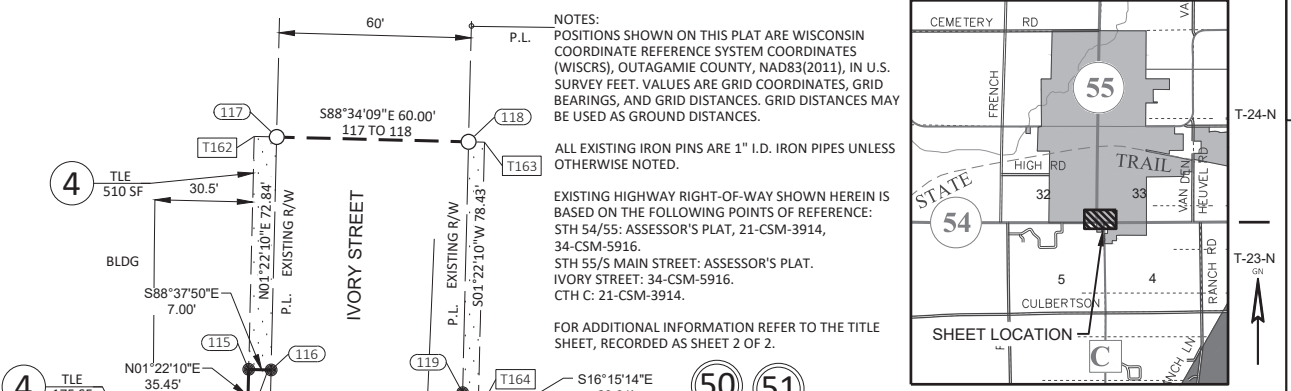 60'
P.L.
117
S88°34'09"E 60.00'
117 TO 118
118
T162
T163
4
TLE
510 SF
30.5'
N01°22'10"E 72.84'
P.L. EXISTING R/W
IVORY STREET
P.L. EXISTING R/W
S01°22'10"W 78.43'
BLDG
S88°37'50"E
7.00'
115
116
N01°22'10"E
35.45'
119
T164
S16°15'14"E
4
TLE
50
51
NOTES:
POSITIONS SHOWN ON THIS PLAT ARE WISCONSIN
COORDINATE REFERENCE SYSTEM COORDINATES
(WISCRS), OUTAGAMIE COUNTY, NAD83(2011), IN U.S.
SURVEY FEET. VALUES ARE GRID COORDINATES, GRID
BEARINGS, AND GRID DISTANCES. GRID DISTANCES MAY
BE USED AS GROUND DISTANCES.
ALL EXISTING IRON PINS ARE 1" I.D. IRON PIPES UNLESS
OTHERWISE NOTED.
EXISTING HIGHWAY RIGHT-OF-WAY SHOWN HEREIN IS
BASED ON THE FOLLOWING POINTS OF REFERENCE:
STH 54/55: ASSESSOR'S PLAT, 21-CSM-3914,
34-CSM-5916.
STH 55/S MAIN STREET: ASSESSOR'S PLAT.
IVORY STREET: 34-CSM-5916.
CTH C: 21-CSM-3914.
FOR ADDITIONAL INFORMATION REFER TO THE TITLE
SHEET, RECORDED AS SHEET 2 OF 2.
CEMETERY RD
VA
FRENCH
55
T-24-N
HIGH RD
STATE TRAIL
VAN DEN
HEUVEL RD
32
33
54
T-23-N
GN
5
4
RANCH RD
CULBERTSON
SHEET LOCATION
F
C
NCH LN